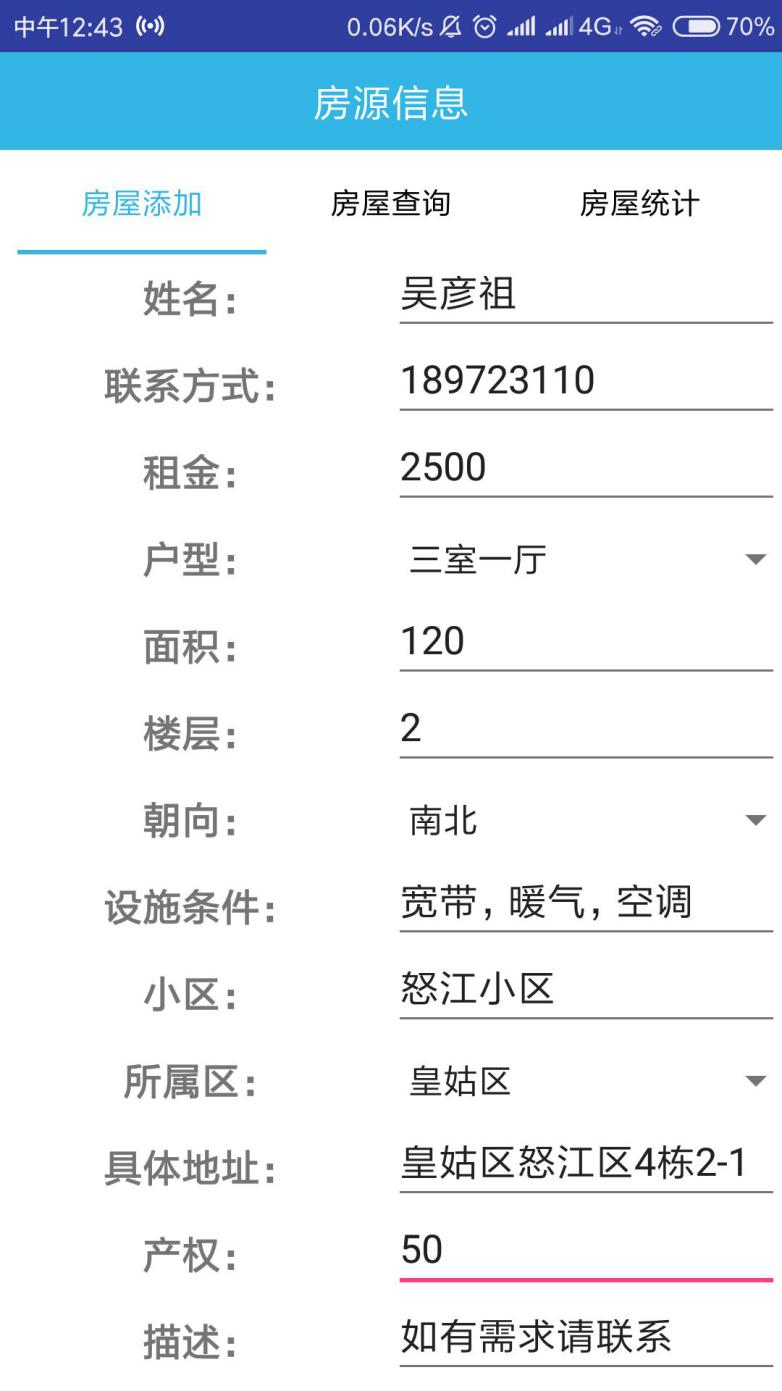 中午12:43 0.06K/s 4G 70%
房源信息
房屋添加 房屋查询 房屋统计
姓名: 吴彦祖
联系方式: 189723110
租金: 2500
户型: 三室一厅
面积: 120
楼层: 2
朝向: 南北
设施条件: 宽带,暖气,空调
小区: 怒江小区
所属区: 皇姑区
具体地址: 皇姑区怒江区4栋2-1
产权: 50
描述: 如有需求请联系